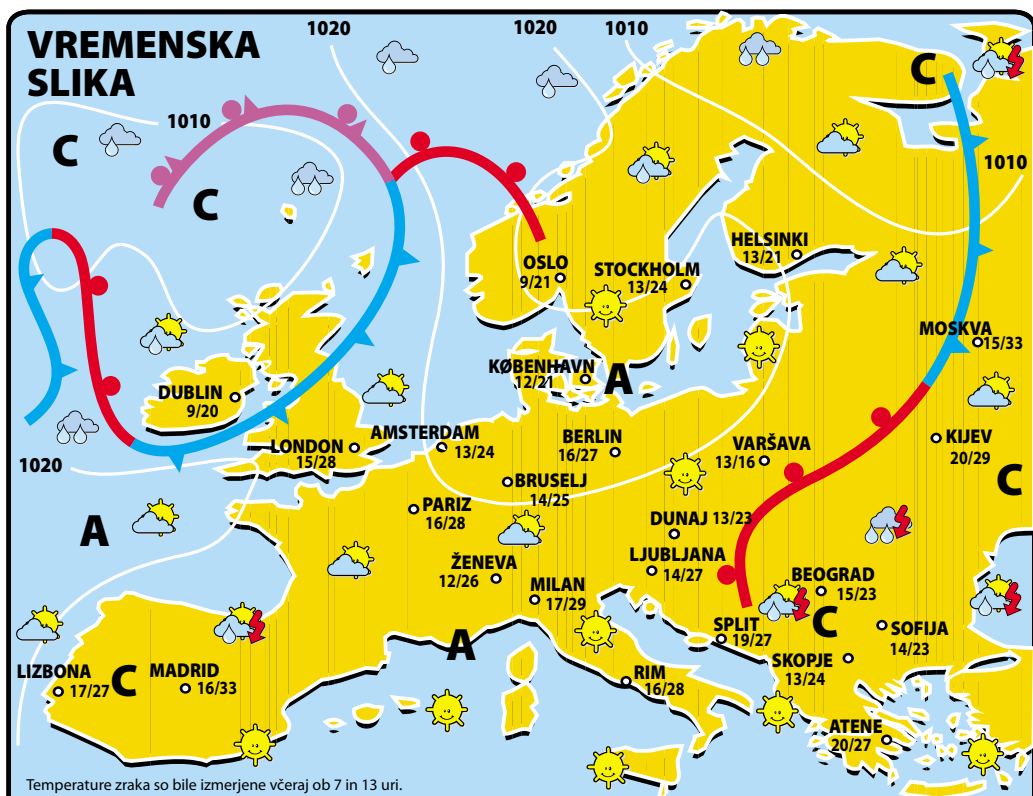 VREMENSKA
SLIKA
1020
1020
1010
C
C
1010
C
1010
C
HELSINKI
13/21
OSLO
9/21
STOCKHOLM
13/24
MOSKVA
15/33
KØBENHAVN
12/21
A
DUBLIN
9/20
LONDON
15/28
AMSTERDAM
13/24
BERLIN
16/27
VARŠAVA
13/16
KIJEV
20/29
1020
BRUSELJ
14/25
C
PARIZ
16/28
DUNAJ 13/23
A
LJUBLJANA
14/27
ŽENEVA
12/26
BEOGRAD
15/23
MILAN
17/29
C
SPLIT
19/27
SOFIJA
14/23
A
SKOPJE
13/24
LIZBONA
17/27
C
MADRID
16/33
RIM
16/28
ATENE
20/27
Temperature zraka so bile izmerjene včeraj ob 7 in 13 uri.